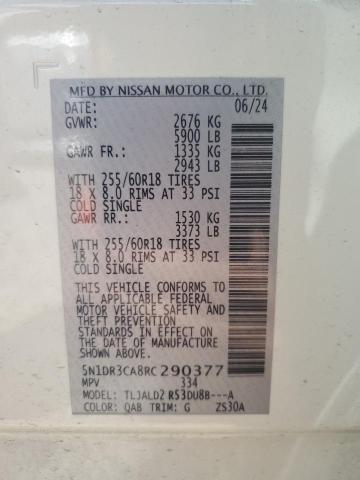 MFD BY NISSAN MOTOR CO., LTD.
DATE: 06/24
GVWR: 2676 KG
5900 LB
GAWR FR.: 1335 KG
2943 LB
WITH 255/60R18 TIRES
18 X 8.0 RIMS AT 33 PSI
COLD SINGLE
GAWR RR.: 1530 KG
3373 LB
WITH 255/60R18 TIRES
18 X 8.0 RIMS AT 33 PSI
COLD SINGLE
THIS VEHICLE CONFORMS TO
ALL APPLICABLE FEDERAL
MOTOR VEHICLE SAFETY AND
THEFT PREVENTION
STANDARDS IN EFFECT ON
THE DATE OF MANUFACTURE
SHOWN ABOVE.
5N1DR3CA8RC290377
MPV 334
MODEL: TLJALD2 R53DU8B---A
COLOR: QAB TRIM: G ZS30A